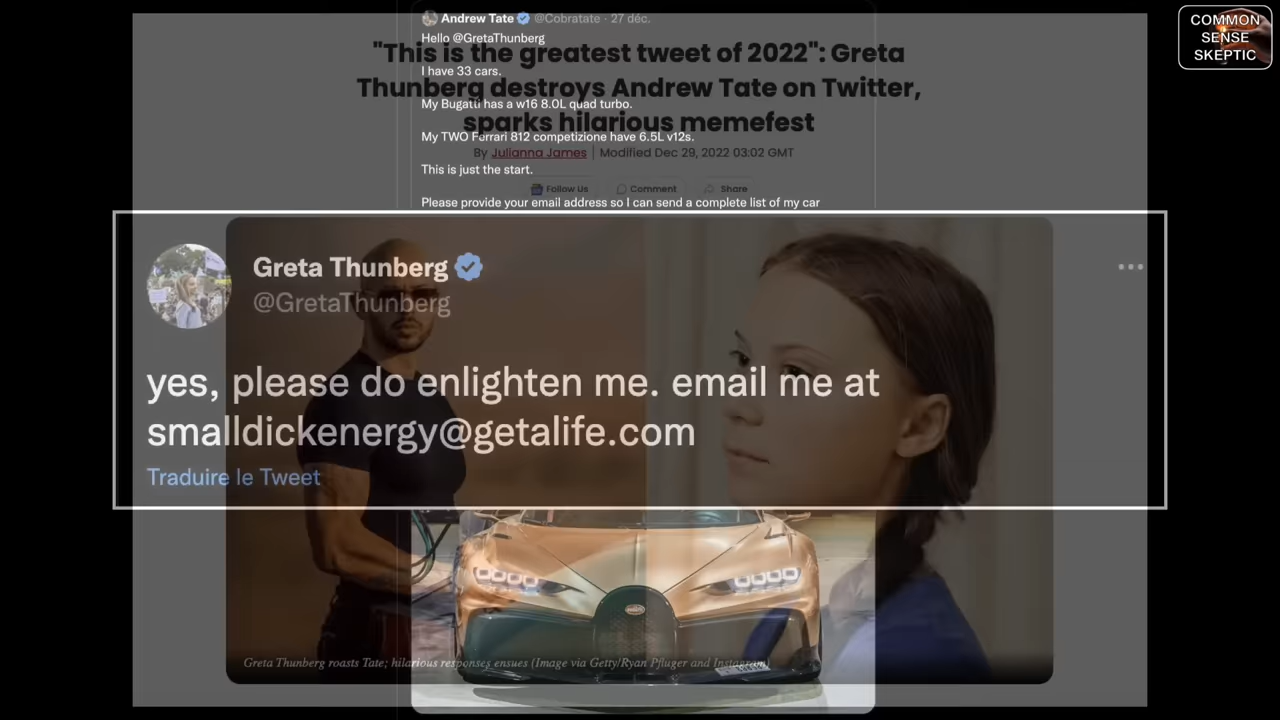 Andrew Tate @Cobratate · 27 déc.
Hello @GretaThunberg
I have 33 cars.
My Bugatti has a w16 8.0L quad turbo.
My TWO Ferrari 812 competizione have 6.5L v12s.
This is just the start.
Please provide your email address so I can send a complete list of my car
"This is the greatest tweet of 2022": Greta
Thunberg destroys Andrew Tate on Twitter,
sparks hilarious memefest
By Julianna James | Modified Dec 29, 2022 03:02 GMT
Follow Us Comment Share
COMMON
SENSE
SKEPTIC
Greta Thunberg
@GretaThunberg
yes, please do enlighten me. email me at
smalldickenergy@getalife.com
Traduire le Tweet
Greta Thunberg roasts Tate; hilarious responses ensues (Image via Getty/Ryan Pfluger and Instagram)